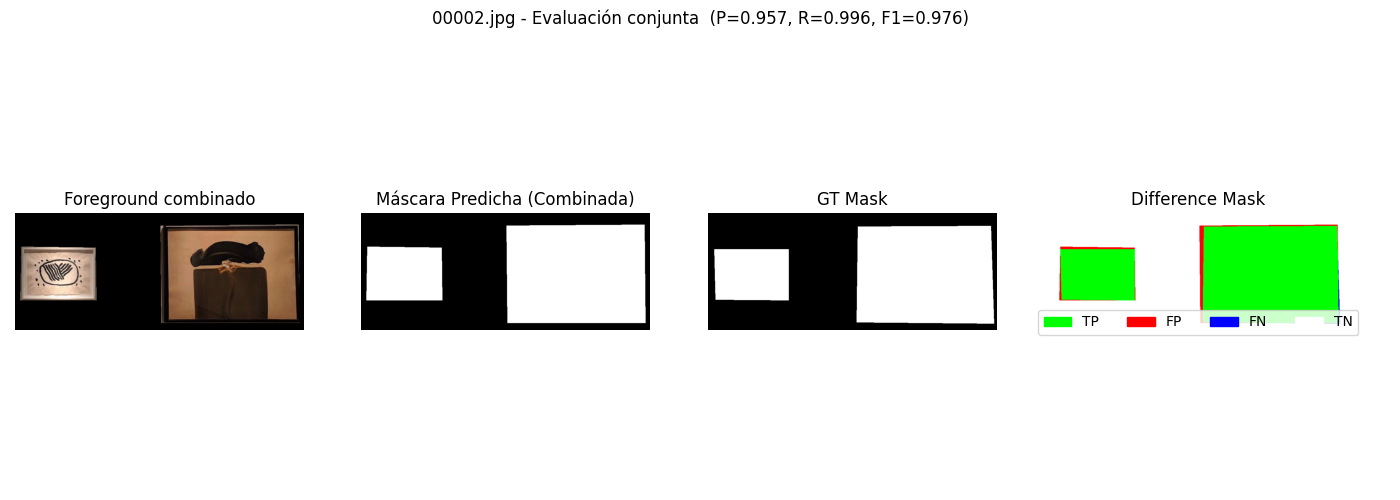 00002.jpg - Evaluación conjunta  (P=0.957, R=0.996, F1=0.976)
Foreground combinado
Máscara Predicha (Combinada)
GT Mask
Difference Mask
TP
FP
FN
TN